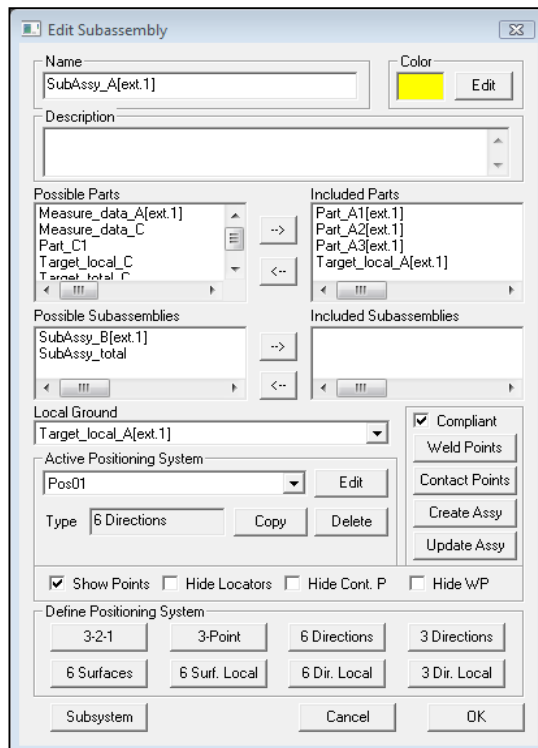 Edit Subassembly
Name
SubAssy_A[ext.1]
Color
Edit
Description
Possible Parts
Measure_data_A[ext.1]
Measure_data_C
Part_C1
Target_local_C
Target_total_C
-->
<--
Included Parts
Part_A1[ext.1]
Part_A2[ext.1]
Part_A3[ext.1]
Target_local_A[ext.1]
Possible Subassemblies
SubAssy_B[ext.1]
SubAssy_total
-->
<--
Included Subassemblies
Local Ground
Target_local_A[ext.1]
Compliant
Weld Points
Contact Points
Create Assy
Update Assy
Active Positioning System
Pos01
Edit
Type 6 Directions Copy Delete
Show Points Hide Locators Hide Cont. P Hide WP
Define Positioning System
3-2-1 3-Point 6 Directions 3 Directions
6 Surfaces 6 Surf. Local 6 Dir. Local 3 Dir. Local
Subsystem Cancel OK